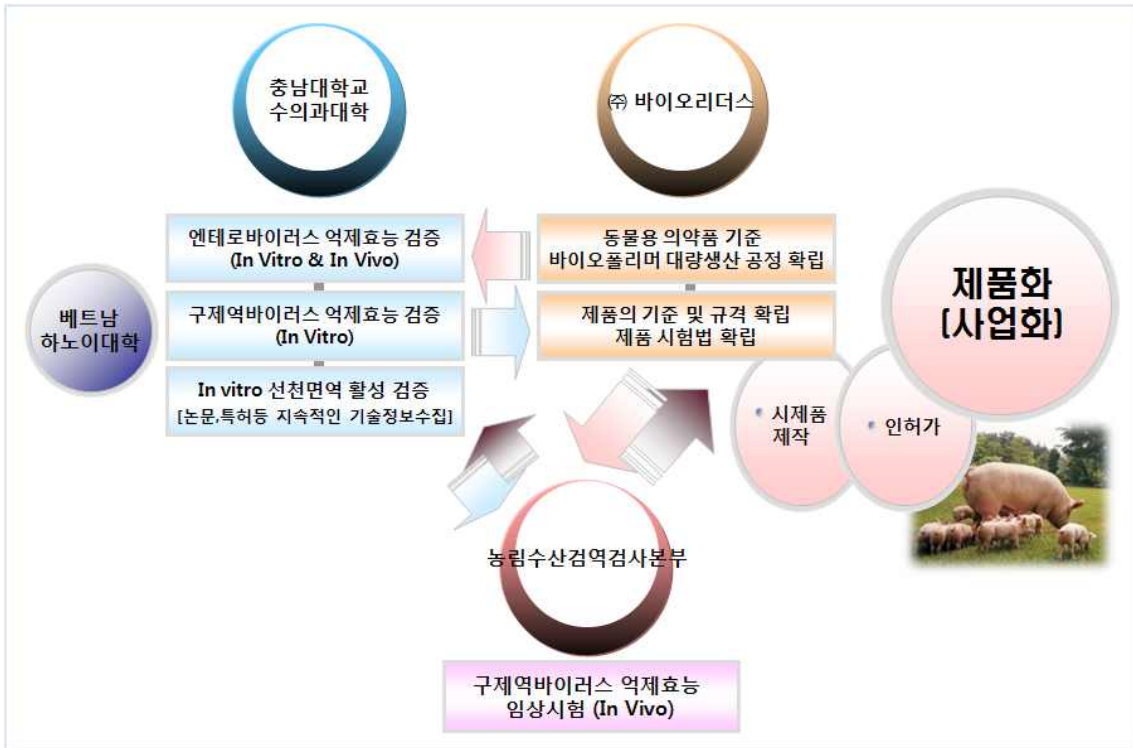 충남대학교
수의과대학
㈜ 바이오리더스
엔테로바이러스 억제효능 검증
(In Vitro & In Vivo)
동물용 의약품 기준
바이오폴리머 대량생산 공정 확립
베트남
하노이대학
구제역바이러스 억제효능 검증
(In Vitro)
제품의 기준 및 규격 확립
제품 시험법 확립
제품화
(사업화)
In vitro 선천면역 활성 검증
[논문,특허등 지속적인 기술정보수집]
• 시제품
제작
• 인허가
농림수산검역검사본부
구제역바이러스 억제효능
임상시험 (In Vivo)